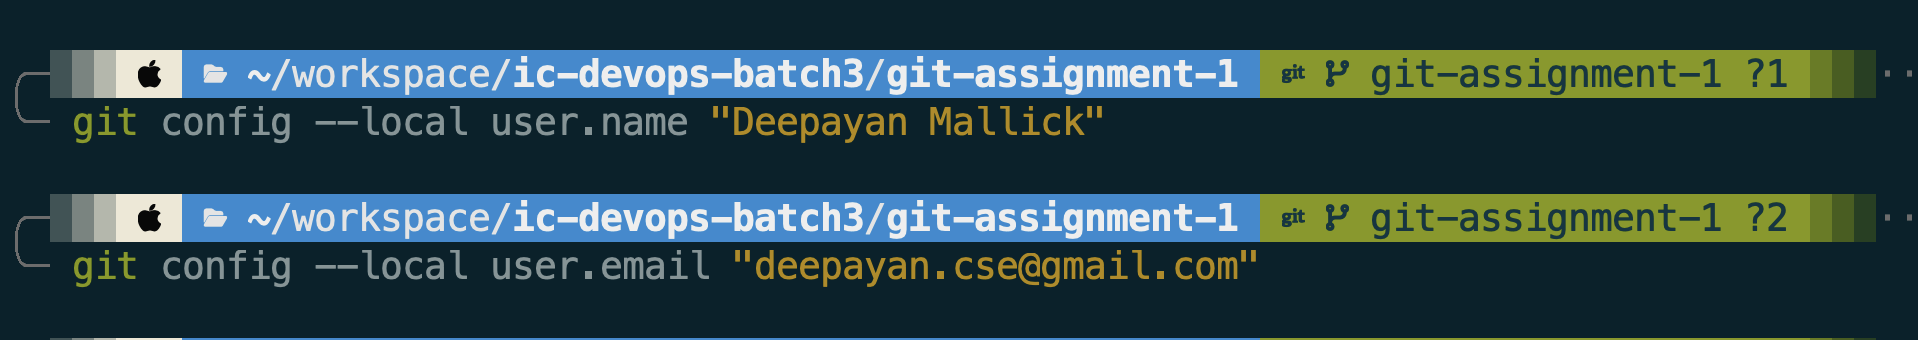 ~/workspace/ic-devops-batch3/git-assignment-1 git git-assignment-1 ?1 ··
git config --local user.name "Deepayan Mallick"
~/workspace/ic-devops-batch3/git-assignment-1 git git-assignment-1 ?2 ··
git config --local user.email "deepayan.cse@gmail.com"